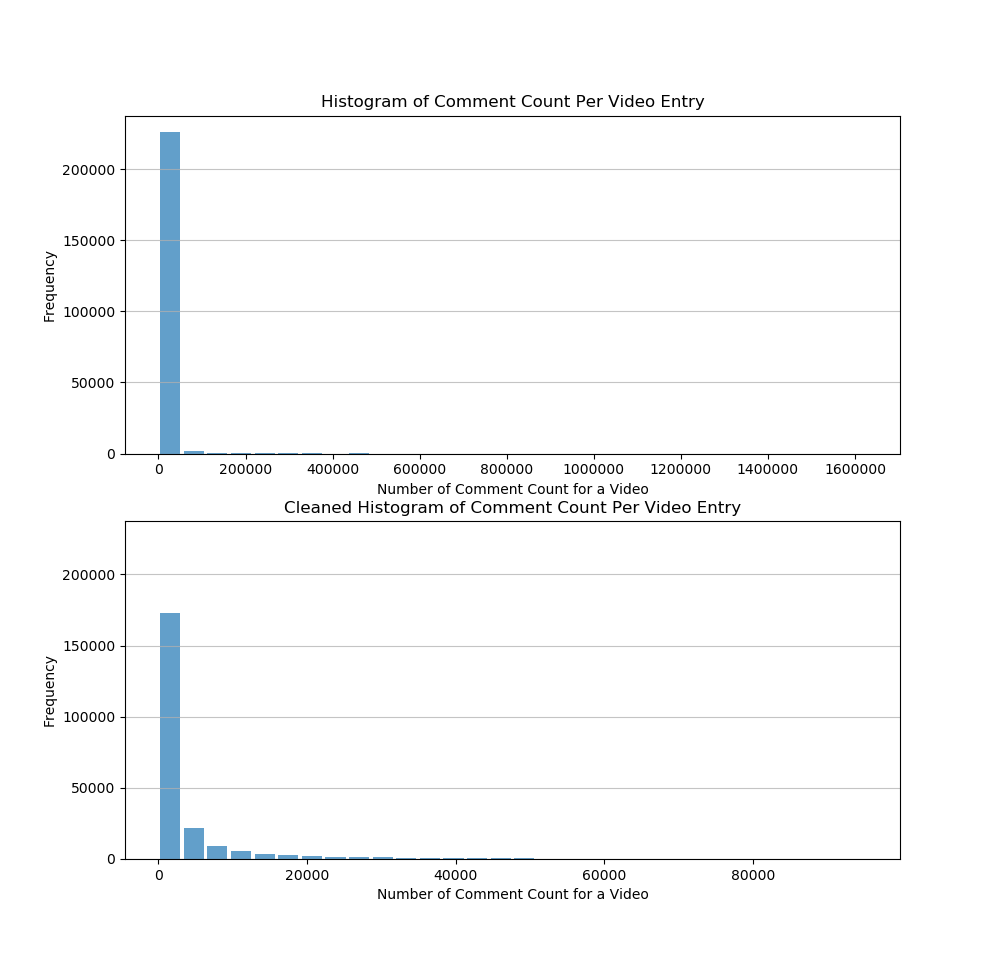 Histogram of Comment Count Per Video Entry
200000
150000
100000
50000
0
Frequency
0 200000 400000 600000 800000 1000000 1200000 1400000 1600000
Number of Comment Count for a Video
Cleaned Histogram of Comment Count Per Video Entry
200000
150000
100000
50000
0
Frequency
0 20000 40000 60000 80000
Number of Comment Count for a Video